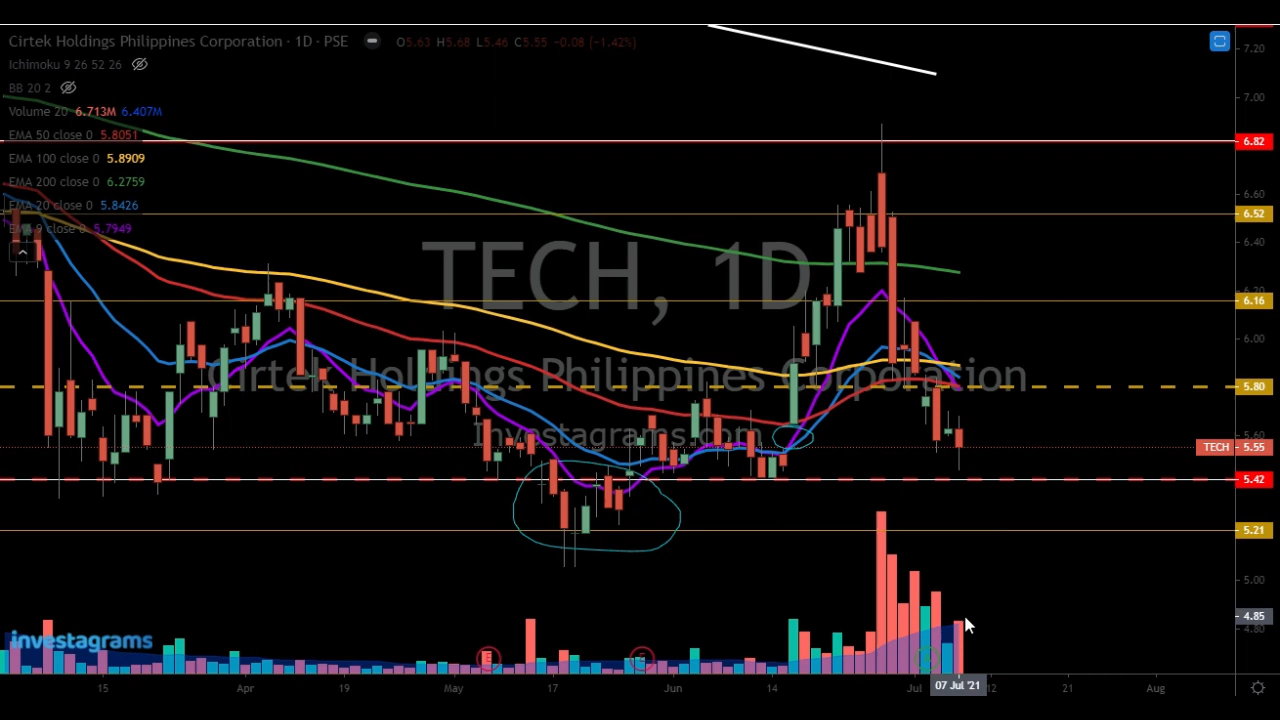 Cirtek Holdings Philippines Corporation · 1D · PSE O5.63 H5.68 L5.46 C5.55 -0.08 (-1.42%)
Ichimoku 9 26 52 26
BB 20 2
Volume 20 6.713M 6.407M
EMA 50 close 0 5.8051
EMA 100 close 0 5.8909
EMA 200 close 0 6.2759
EMA 20 close 0 5.8426
EMA 9 close 0 5.7949
TECH, 1D
Cirtek Holdings Philippines Corporation
Investagrams.com
7.20
7.00
6.82
6.60
6.52
6.40
6.20
6.16
6.00
5.80
5.60
TECH 5.55
5.42
5.21
5.00
4.85
4.80
investagrams
E
E
15 Apr 19 May 17 Jun 14 Jul 07 Jul '21 12 21 Aug